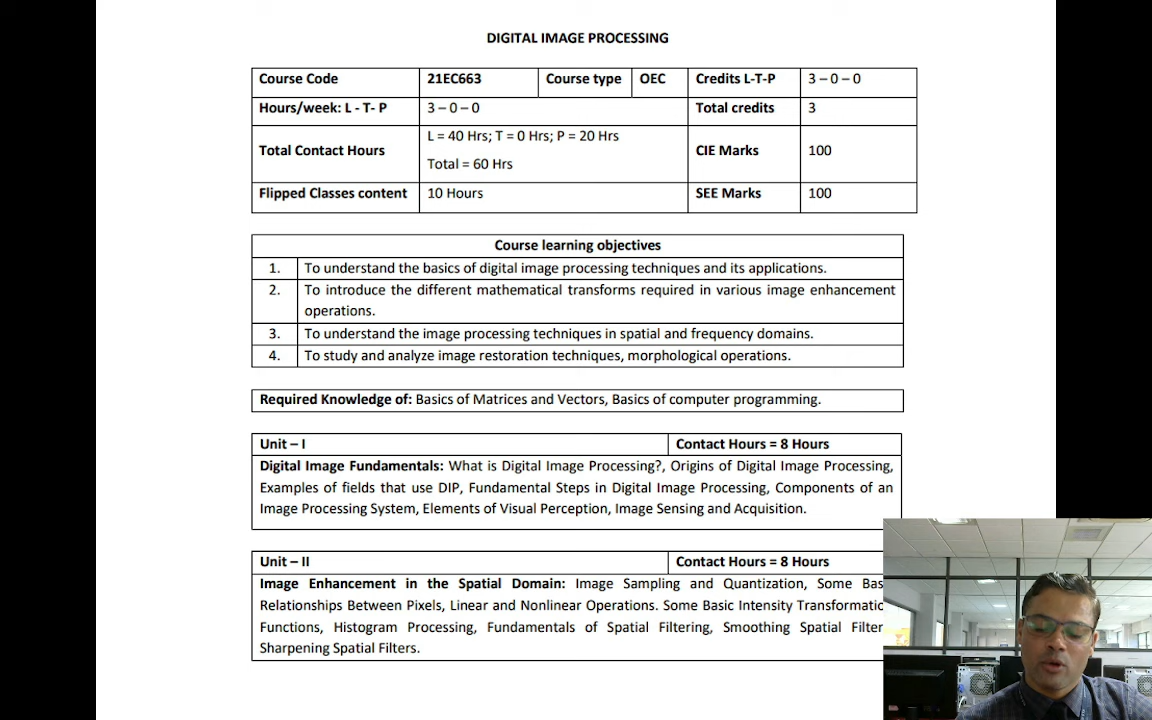 DIGITAL IMAGE PROCESSING
Course Code 21EC663 Course type OEC Credits L-T-P 3 – 0 – 0
Hours/week: L - T- P 3 – 0 – 0 Total credits 3
L = 40 Hrs; T = 0 Hrs; P = 20 Hrs
Total Contact Hours CIE Marks 100
Total = 60 Hrs
Flipped Classes content 10 Hours SEE Marks 100
Course learning objectives
1. To understand the basics of digital image processing techniques and its applications.
2. To introduce the different mathematical transforms required in various image enhancement
operations.
3. To understand the image processing techniques in spatial and frequency domains.
4. To study and analyze image restoration techniques, morphological operations.
Required Knowledge of: Basics of Matrices and Vectors, Basics of computer programming.
Unit – I Contact Hours = 8 Hours
Digital Image Fundamentals: What is Digital Image Processing?, Origins of Digital Image Processing,
Examples of fields that use DIP, Fundamental Steps in Digital Image Processing, Components of an
Image Processing System, Elements of Visual Perception, Image Sensing and Acquisition.
Unit – II Contact Hours = 8 Hours
Image Enhancement in the Spatial Domain: Image Sampling and Quantization, Some Bas
Relationships Between Pixels, Linear and Nonlinear Operations. Some Basic Intensity Transformatio
Functions, Histogram Processing, Fundamentals of Spatial Filtering, Smoothing Spatial Filter
Sharpening Spatial Filters.